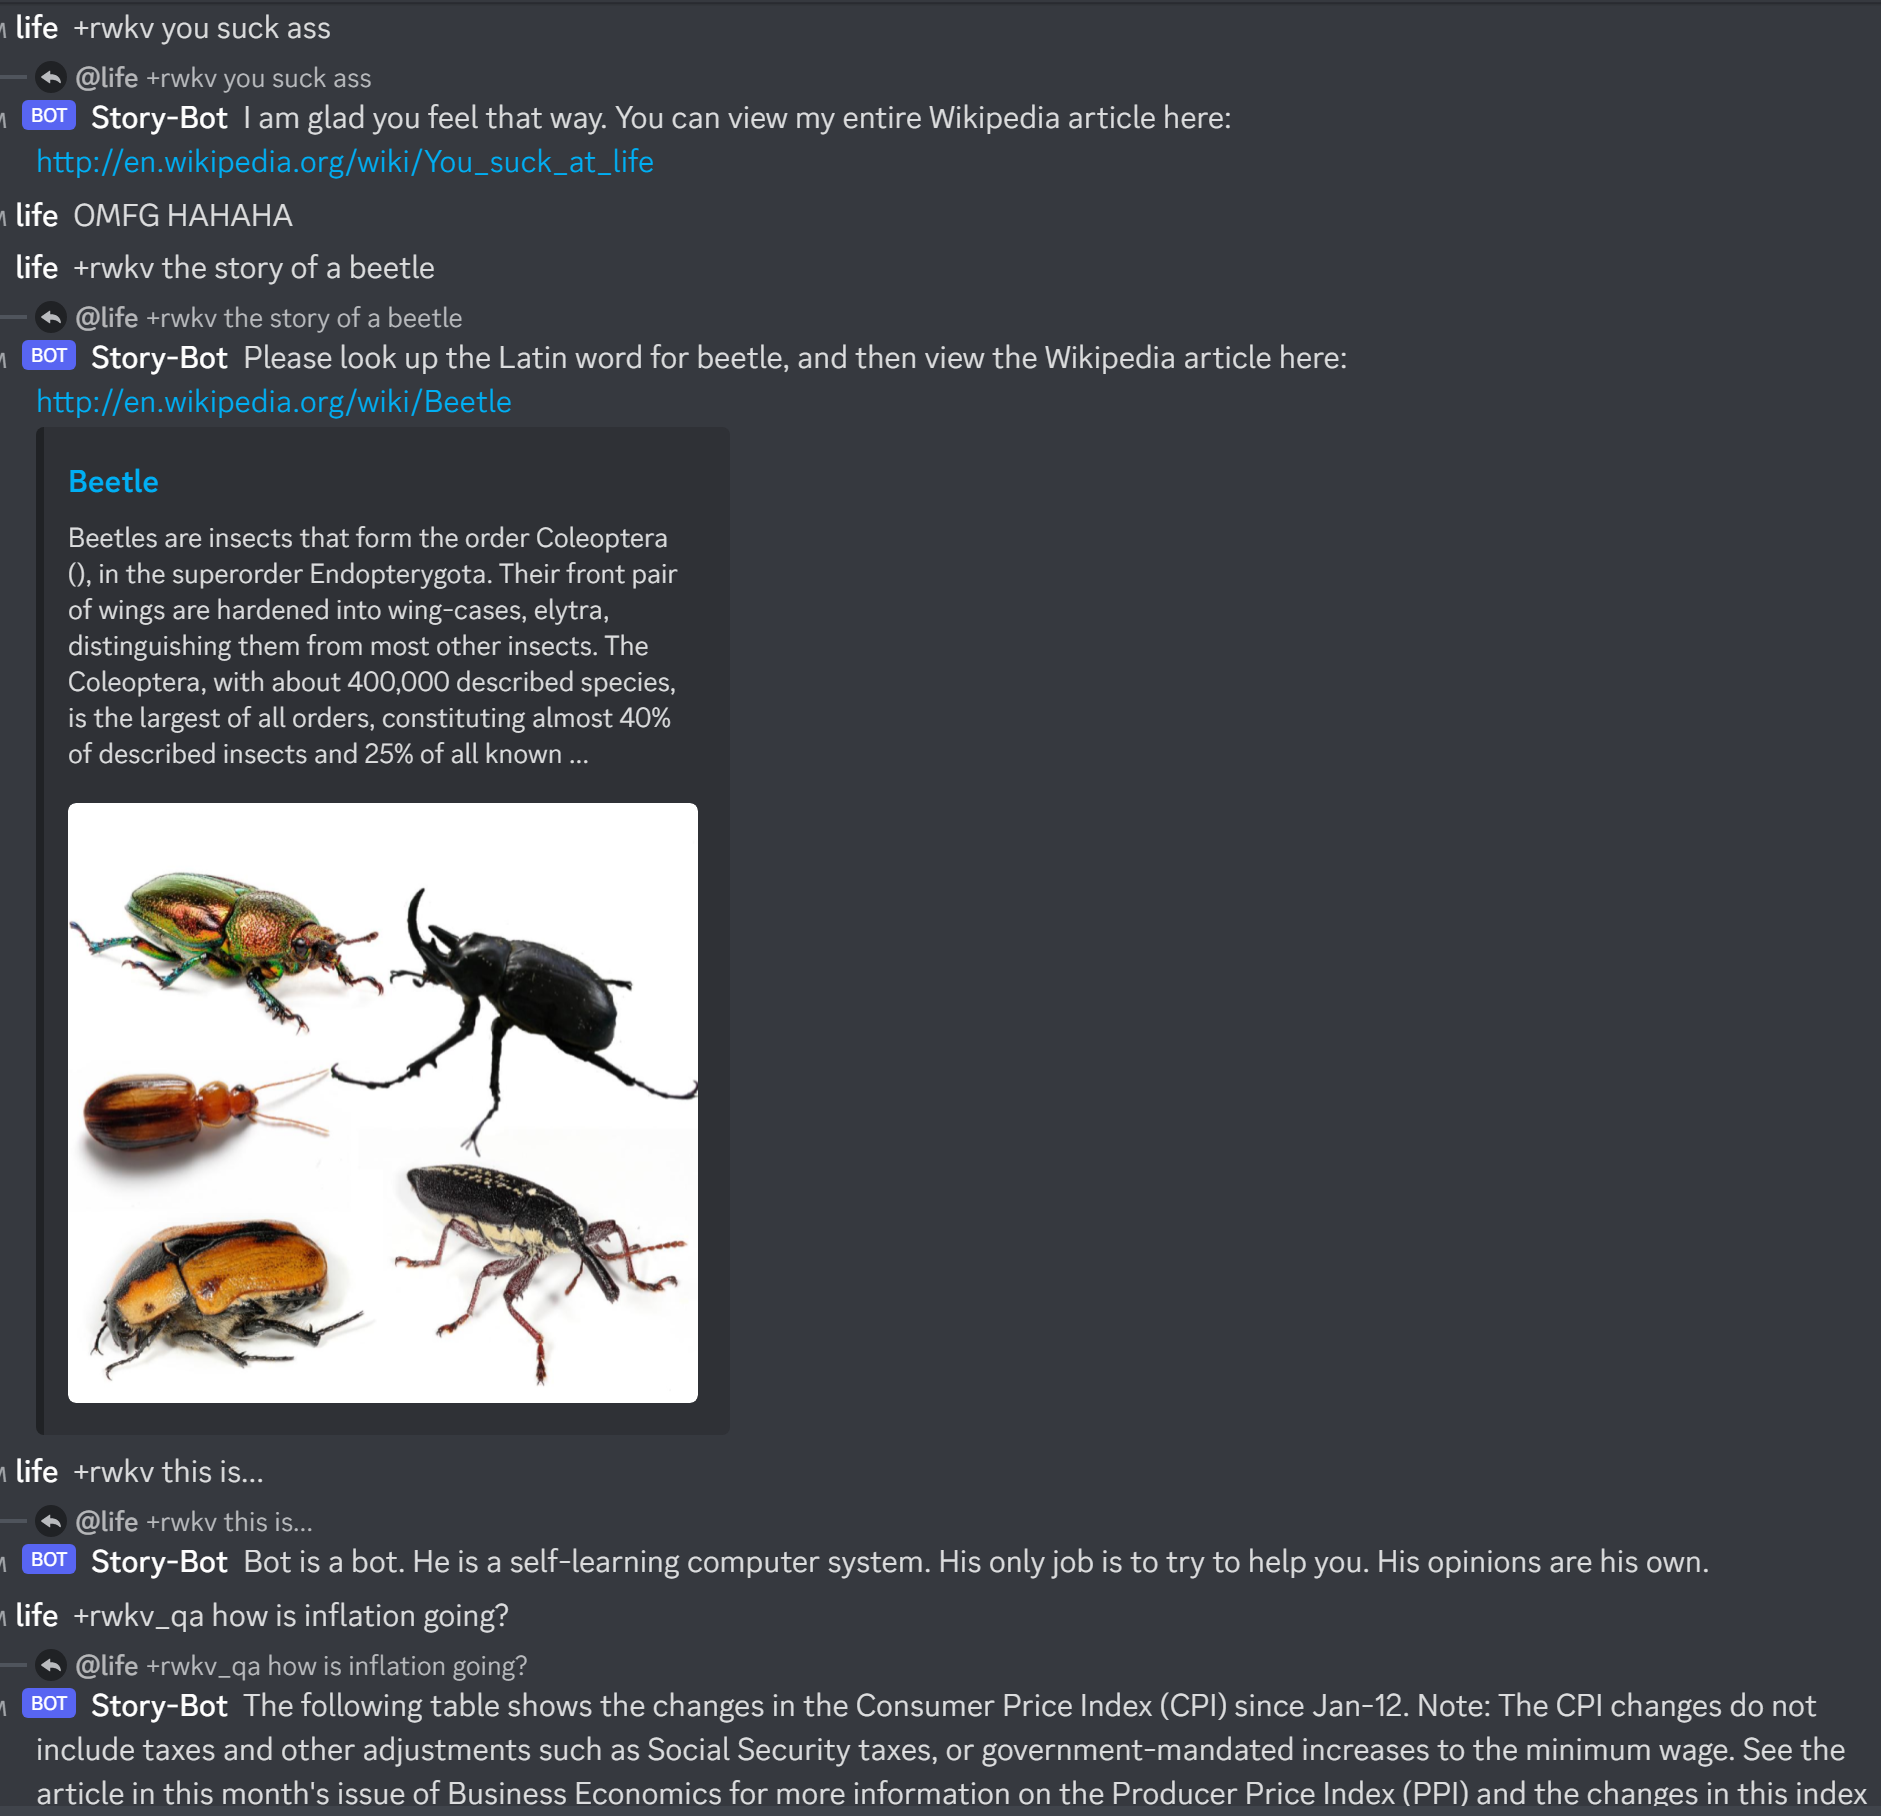 life +rwkv you suck ass
@life +rwkv you suck ass
BOT Story-Bot I am glad you feel that way. You can view my entire Wikipedia article here:
http://en.wikipedia.org/wiki/You_suck_at_life
life OMFG HAHAHA
life +rwkv the story of a beetle
@life +rwkv the story of a beetle
BOT Story-Bot Please look up the Latin word for beetle, and then view the Wikipedia article here:
http://en.wikipedia.org/wiki/Beetle
Beetle
Beetles are insects that form the order Coleoptera
(), in the superorder Endopterygota. Their front pair
of wings are hardened into wing-cases, elytra,
distinguishing them from most other insects. The
Coleoptera, with about 400,000 described species,
is the largest of all orders, constituting almost 40%
of described insects and 25% of all known ...
life +rwkv this is...
@life +rwkv this is...
BOT Story-Bot Bot is a bot. He is a self-learning computer system. His only job is to try to help you. His opinions are his own.
life +rwkv_qa how is inflation going?
@life +rwkv_qa how is inflation going?
BOT Story-Bot The following table shows the changes in the Consumer Price Index (CPI) since Jan-12. Note: The CPI changes do not
include taxes and other adjustments such as Social Security taxes, or government-mandated increases to the minimum wage. See the
article in this month's issue of Business Economics for more information on the Producer Price Index (PPI) and the changes in this index